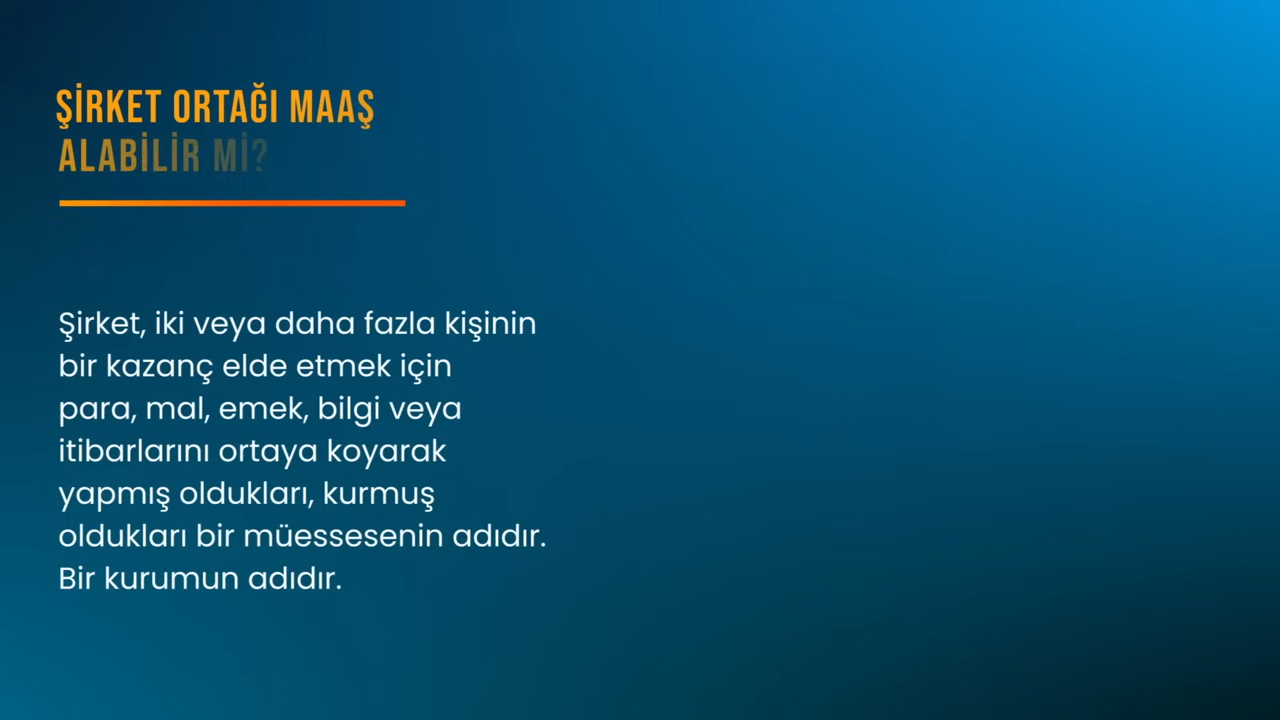 ŞİRKET ORTAĞI MAAŞ
ALABİLİR Mİ?
Şirket, iki veya daha fazla kişinin
bir kazanç elde etmek için
para, mal, emek, bilgi veya
itibarlarını ortaya koyarak
yapmış oldukları, kurmuş
oldukları bir müessesenin adıdır.
Bir kurumun adıdır.